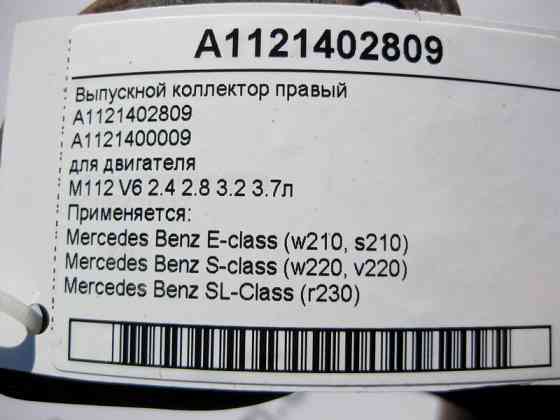 A1121402809
Выпускной коллектор правый
A1121402809
A1121400009
для двигателя
M112 V6 2.4 2.8 3.2 3.7л
Применяется:
Mercedes Benz E-class (w210, s210)
Mercedes Benz S-class (w220, v220)
Mercedes Benz SL-Class (r230)